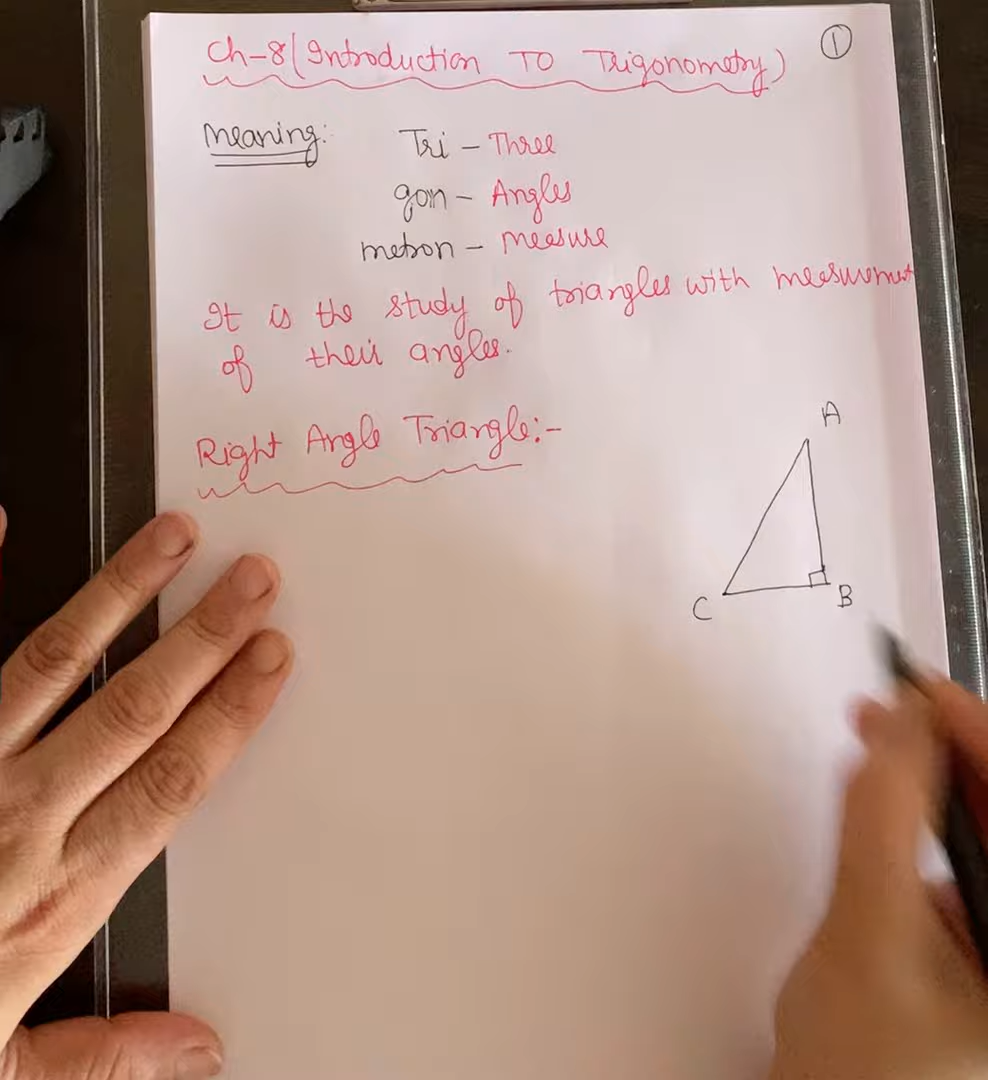 Ch-8(Introduction TO Trigonometry)
1
Meaning:
Tri - Three
gon - Angles
metron - Measure
It is the study of triangles with measurement
of their angles.
Right Angle Triangle:-
A
B
C